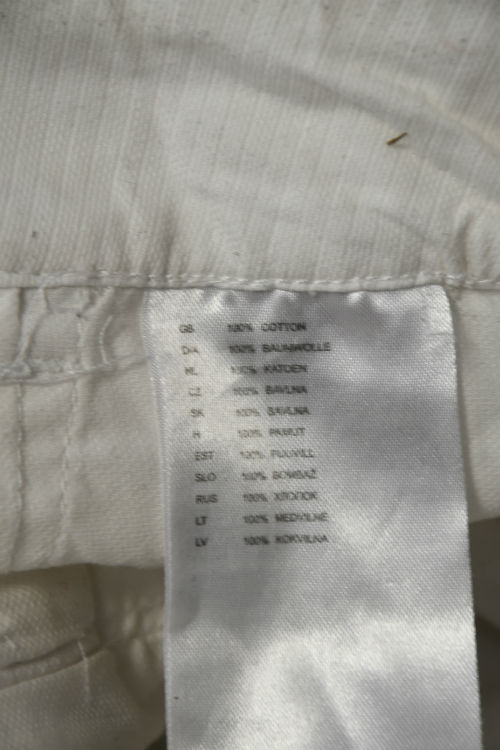 GB 100% COTTON
D/A 100% BAUMWOLLE
NL 100% KATOEN
CZ 100% BAVLNA
SK 100% BAVLNA
H 100% PAMUT
EST 100% PUUVILL
SLO 100% BOMBAŽ
RUS 100% ХЛОПОК
LT 100% MEDVILNE
LV 100% KOKVILNA